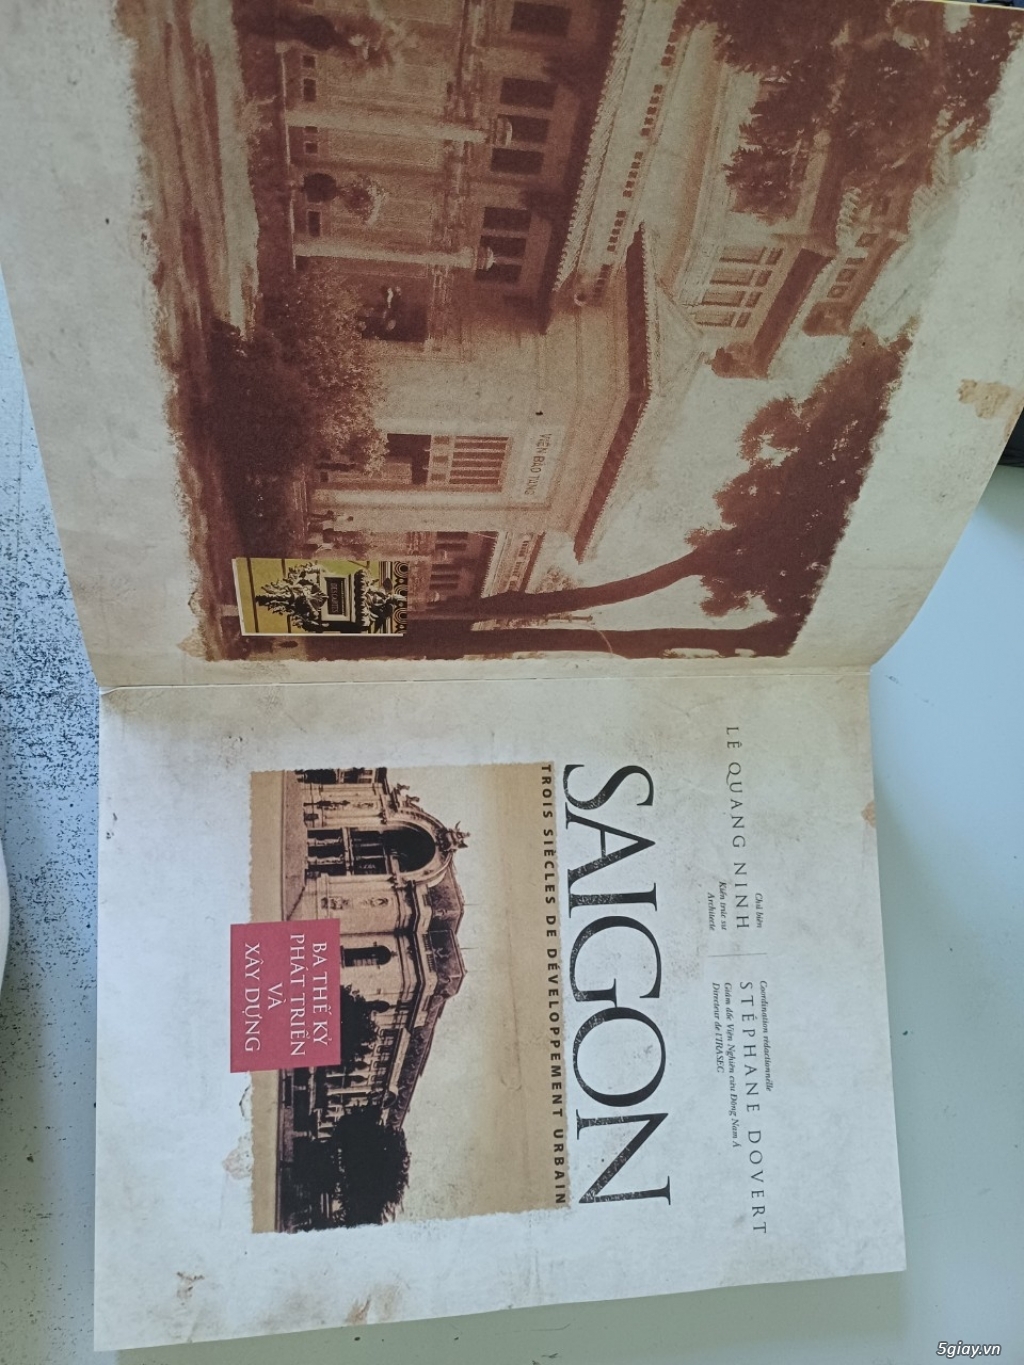 VIỆN BẢO TÀNG
Chủ biên
LÊ QUANG NINH
Kiến trúc sư
Architecte
Coordination rédactionnelle
STÉPHANE DOVERT
Giám đốc Viện Nghiên cứu Đông Nam Á
Directeur de l'IRASEC
SAIGON
TROIS SIÈCLES DE DÉVELOPPEMENT URBAIN
BA THẾ KỶ
PHÁT TRIỂN
VÀ
XÂY DỰNG
5giay.vn